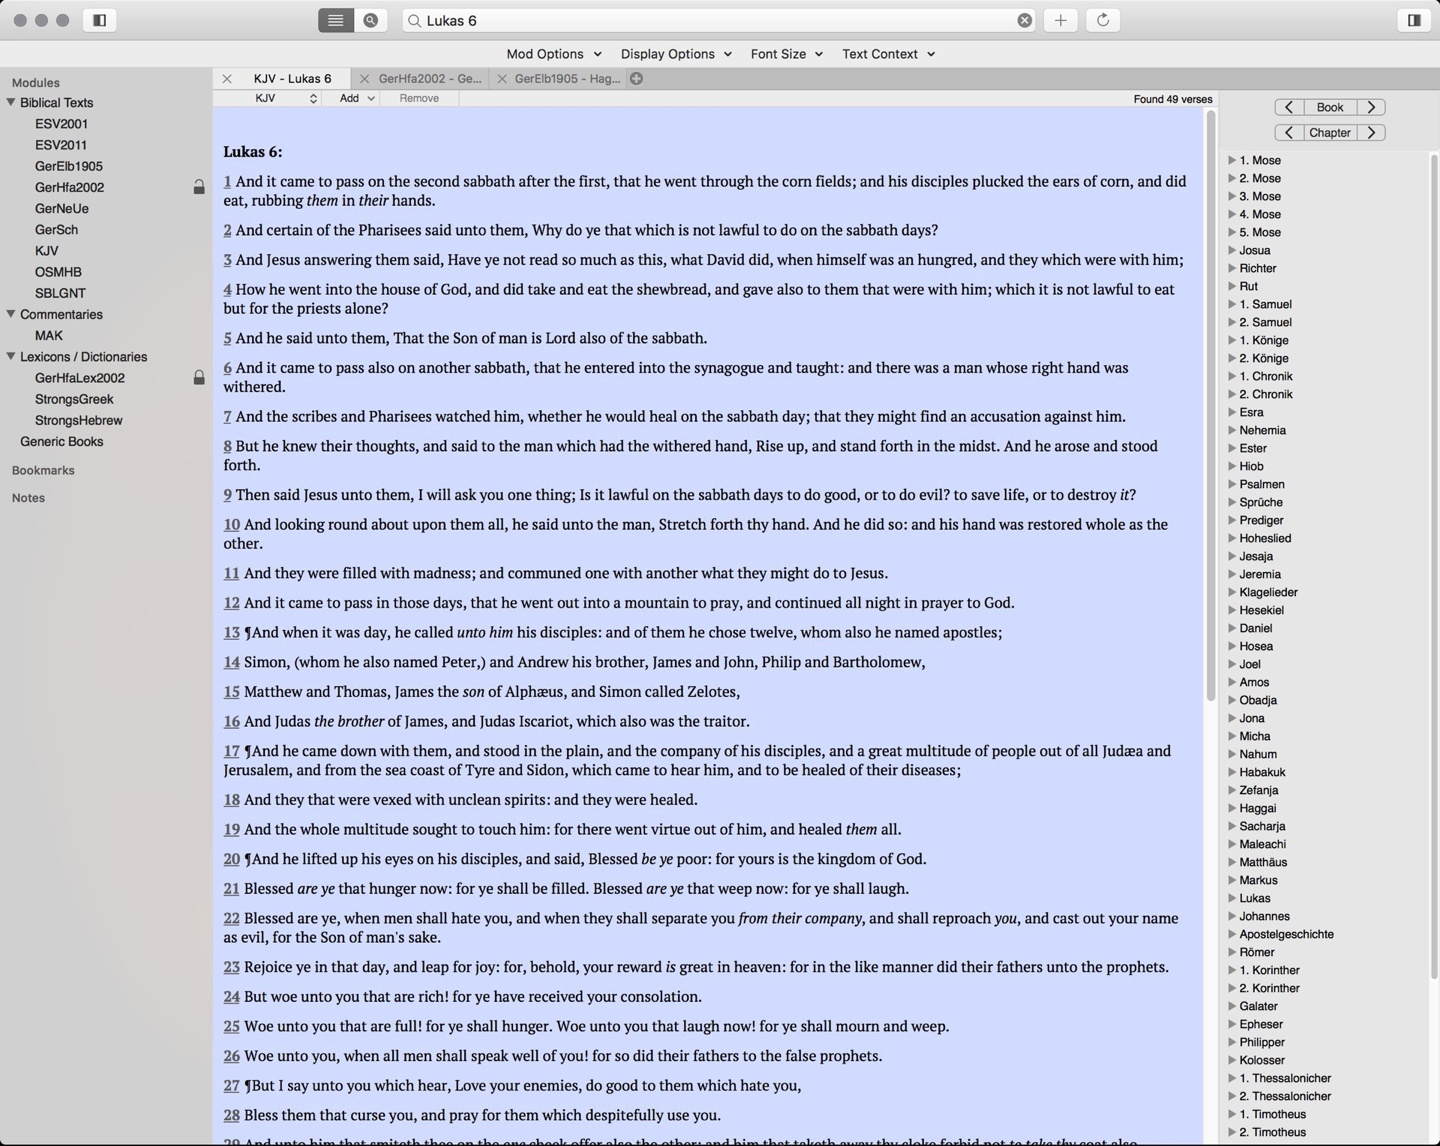 Lukas 6
Mod Options
Display Options
Font Size
Text Context
Modules
Biblical Texts
ESV2001
ESV2011
GerElb1905
GerHfa2002
GerNeUe
GerSch
KJV
OSMHB
SBLGNT
Commentaries
MAK
Lexicons / Dictionaries
GerHfaLex2002
StrongsGreek
StrongsHebrew
Generic Books
Bookmarks
Notes
KJV - Lukas 6
GerHfa2002 - Ge...
GerElb1905 - Hag...
KJV
Add
Remove
Found 49 verses
Lukas 6:
1 And it came to pass on the second sabbath after the first, that he went through the corn fields; and his disciples plucked the ears of corn, and did
eat, rubbing them in their hands.
2 And certain of the Pharisees said unto them, Why do ye that which is not lawful to do on the sabbath days?
3 And Jesus answering them said, Have ye not read so much as this, what David did, when himself was an hungred, and they which were with him;
4 How he went into the house of God, and did take and eat the shewbread, and gave also to them that were with him; which it is not lawful to eat
but for the priests alone?
5 And he said unto them, That the Son of man is Lord also of the sabbath.
6 And it came to pass also on another sabbath, that he entered into the synagogue and taught: and there was a man whose right hand was
withered.
7 And the scribes and Pharisees watched him, whether he would heal on the sabbath day; that they might find an accusation against him.
8 But he knew their thoughts, and said to the man which had the withered hand, Rise up, and stand forth in the midst. And he arose and stood
forth.
9 Then said Jesus unto them, I will ask you one thing; Is it lawful on the sabbath days to do good, or to do evil? to save life, or to destroy it?
10 And looking round about upon them all, he said unto the man, Stretch forth thy hand. And he did so: and his hand was restored whole as the
other.
11 And they were filled with madness; and communed one with another what they might do to Jesus.
12 And it came to pass in those days, that he went out into a mountain to pray, and continued all night in prayer to God.
13 ¶And when it was day, he called unto him his disciples: and of them he chose twelve, whom also he named apostles;
14 Simon, (whom he also named Peter,) and Andrew his brother, James and John, Philip and Bartholomew,
15 Matthew and Thomas, James the son of Alphæus, and Simon called Zelotes,
16 And Judas the brother of James, and Judas Iscariot, which also was the traitor.
17 ¶And he came down with them, and stood in the plain, and the company of his disciples, and a great multitude of people out of all Judæa and
Jerusalem, and from the sea coast of Tyre and Sidon, which came to hear him, and to be healed of their diseases;
18 And they that were vexed with unclean spirits: and they were healed.
19 And the whole multitude sought to touch him: for there went virtue out of him, and healed them all.
20 ¶And he lifted up his eyes on his disciples, and said, Blessed be ye poor: for yours is the kingdom of God.
21 Blessed are ye that hunger now: for ye shall be filled. Blessed are ye that weep now: for ye shall laugh.
22 Blessed are ye, when men shall hate you, and when they shall separate you from their company, and shall reproach you, and cast out your name
as evil, for the Son of man's sake.
23 Rejoice ye in that day, and leap for joy: for, behold, your reward is great in heaven: for in the like manner did their fathers unto the prophets.
24 But woe unto you that are rich! for ye have received your consolation.
25 Woe unto you that are full! for ye shall hunger. Woe unto you that laugh now! for ye shall mourn and weep.
26 Woe unto you, when all men shall speak well of you! for so did their fathers to the false prophets.
27 ¶But I say unto you which hear, Love your enemies, do good to them which hate you,
28 Bless them that curse you, and pray for them which despitefully use you.
29 And unto him that smiteth thee on the one cheek offer also the other; and him that taketh away thy cloke forbid not to take thy coat also.
Book
Chapter
1. Mose
2. Mose
3. Mose
4. Mose
5. Mose
Josua
Richter
Rut
1. Samuel
2. Samuel
1. Könige
2. Könige
1. Chronik
2. Chronik
Esra
Nehemia
Ester
Hiob
Psalmen
Sprüche
Prediger
Hoheslied
Jesaja
Jeremia
Klagelieder
Hesekiel
Daniel
Hosea
Joel
Amos
Obadja
Jona
Micha
Nahum
Habakuk
Zefanja
Haggai
Sacharja
Maleachi
Matthäus
Markus
Lukas
Johannes
Apostelgeschichte
Römer
1. Korinther
2. Korinther
Galater
Epheser
Philipper
Kolosser
1. Thessalonicher
2. Thessalonicher
1. Timotheus
2. Timotheus